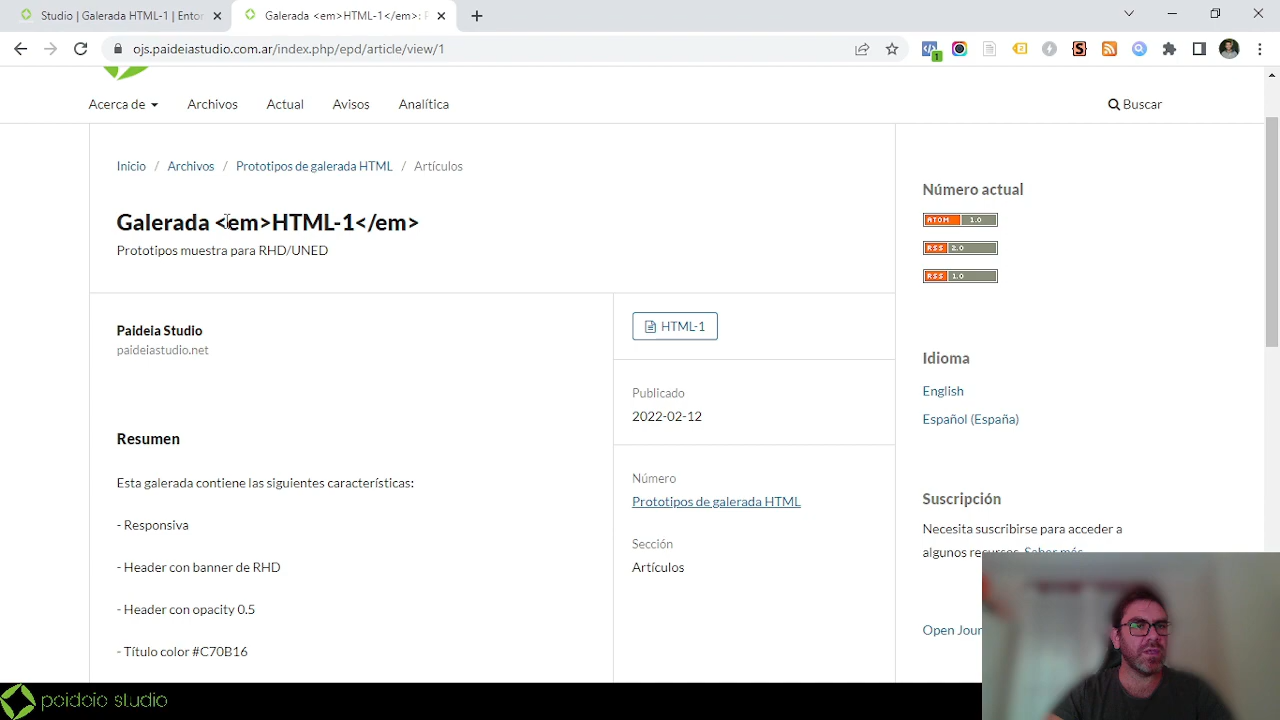 Studio | Galerada HTML-1 | Entor
Galerada <em>HTML-1</em>: P
ojs.paideiastudio.com.ar/index.php/epd/article/view/1
1
Acerca de
Archivos
Actual
Avisos
Analítica
Buscar
Inicio / Archivos / Prototipos de galerada HTML / Artículos
Galerada <em>HTML-1</em>
Prototipos muestra para RHD/UNED
Paideia Studio
paideiastudio.net
Resumen
Esta galerada contiene las siguientes características:
- Responsiva
- Header con banner de RHD
- Header con opacity 0.5
- Título color #C70B16
HTML-1
Publicado
2022-02-12
Número
Prototipos de galerada HTML
Sección
Artículos
Número actual
ATOM 1.0
RSS 2.0
RSS 1.0
Idioma
English
Español (España)
Suscripción
Necesita suscribirse para acceder a
algunos recursos. Saber más
Open Jour
paideia studio